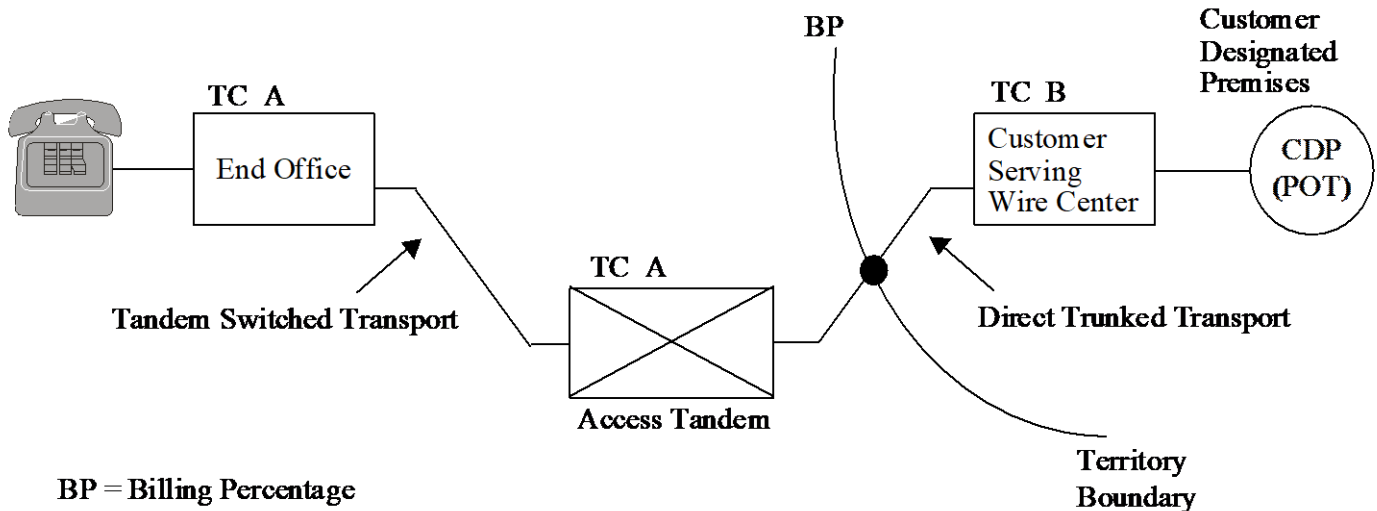 BP
Customer
Designated
Premises
TC A
End Office
TC B
Customer
Serving
Wire Center
CDP
(POT)
TC A
Tandem Switched Transport
Direct Trunked Transport
Access Tandem
Territory
Boundary
BP = Billing Percentage